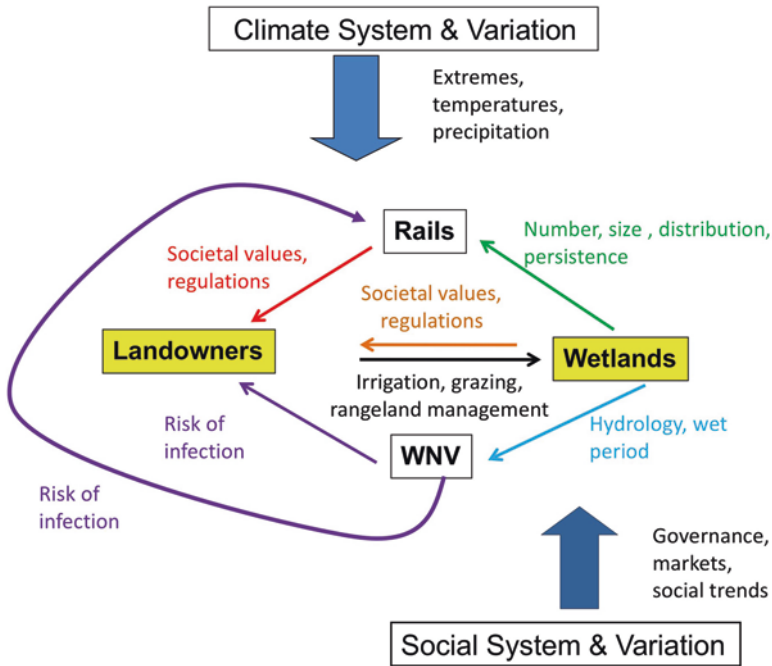 Climate System & Variation
Extremes,
temperatures,
precipitation
Rails
Number, size , distribution,
persistence
Societal values,
regulations
Societal values,
regulations
Landowners
Wetlands
Irrigation, grazing,
rangeland management
Risk of
infection
WNV
Hydrology, wet
period
Risk of
infection
Governance,
markets,
social trends
Social System & Variation